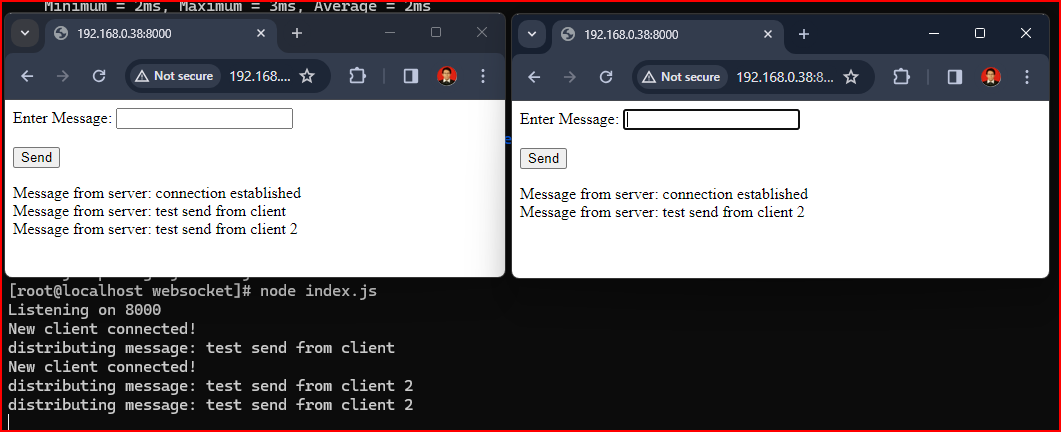 Minimum = 2ms, Maximum = 3ms, Average = 2ms
192.168.0.38:8000
Not secure
192.168....
Enter Message:
Send
Message from server: connection established
Message from server: test send from client
Message from server: test send from client 2
192.168.0.38:8000
Not secure
192.168.0.38:8...
Enter Message:
Send
Message from server: connection established
Message from server: test send from client 2
[root@localhost websocket]# node index.js
Listening on 8000
New client connected!
distributing message: test send from client
New client connected!
distributing message: test send from client 2
distributing message: test send from client 2